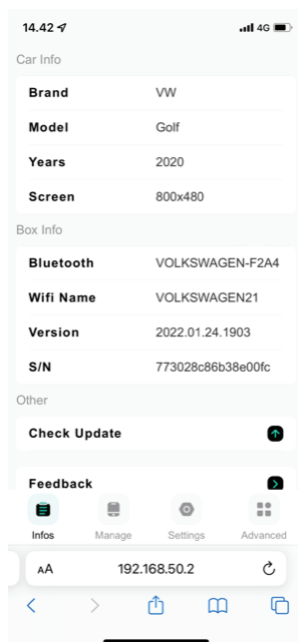 14.42 4G
Car Info
Brand VW
Model Golf
Years 2020
Screen 800x480
Box Info
Bluetooth VOLKSWAGEN-F2A4
Wifi Name VOLKSWAGEN21
Version 2022.01.24.1903
S/N 773028c86b38e00fc
Other
Check Update
Feedback
Infos Manage Settings Advanced
AA 192.168.50.2